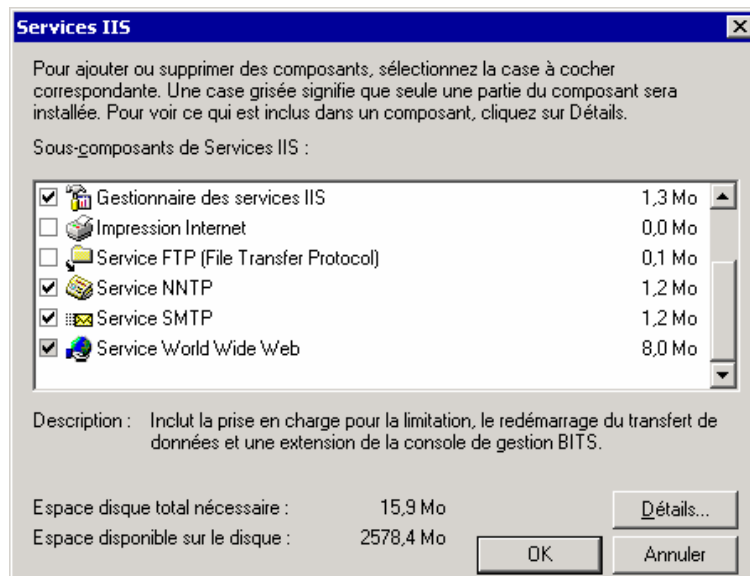 Services IIS
Pour ajouter ou supprimer des composants, sélectionnez la case à cocher
correspondante. Une case grisée signifie que seule une partie du composant sera
installée. Pour voir ce qui est inclus dans un composant, cliquez sur Détails.
Sous-composants de Services IIS :
Gestionnaire des services IIS 1,3 Mo
Impression Internet 0,0 Mo
Service FTP (File Transfer Protocol) 0,1 Mo
Service NNTP 1,2 Mo
Service SMTP 1,2 Mo
Service World Wide Web 8,0 Mo
Description : Inclut la prise en charge pour la limitation, le redémarrage du transfert de
données et une extension de la console de gestion BITS.
Espace disque total nécessaire : 15,9 Mo
Détails...
Espace disponible sur le disque : 2578,4 Mo
OK Annuler